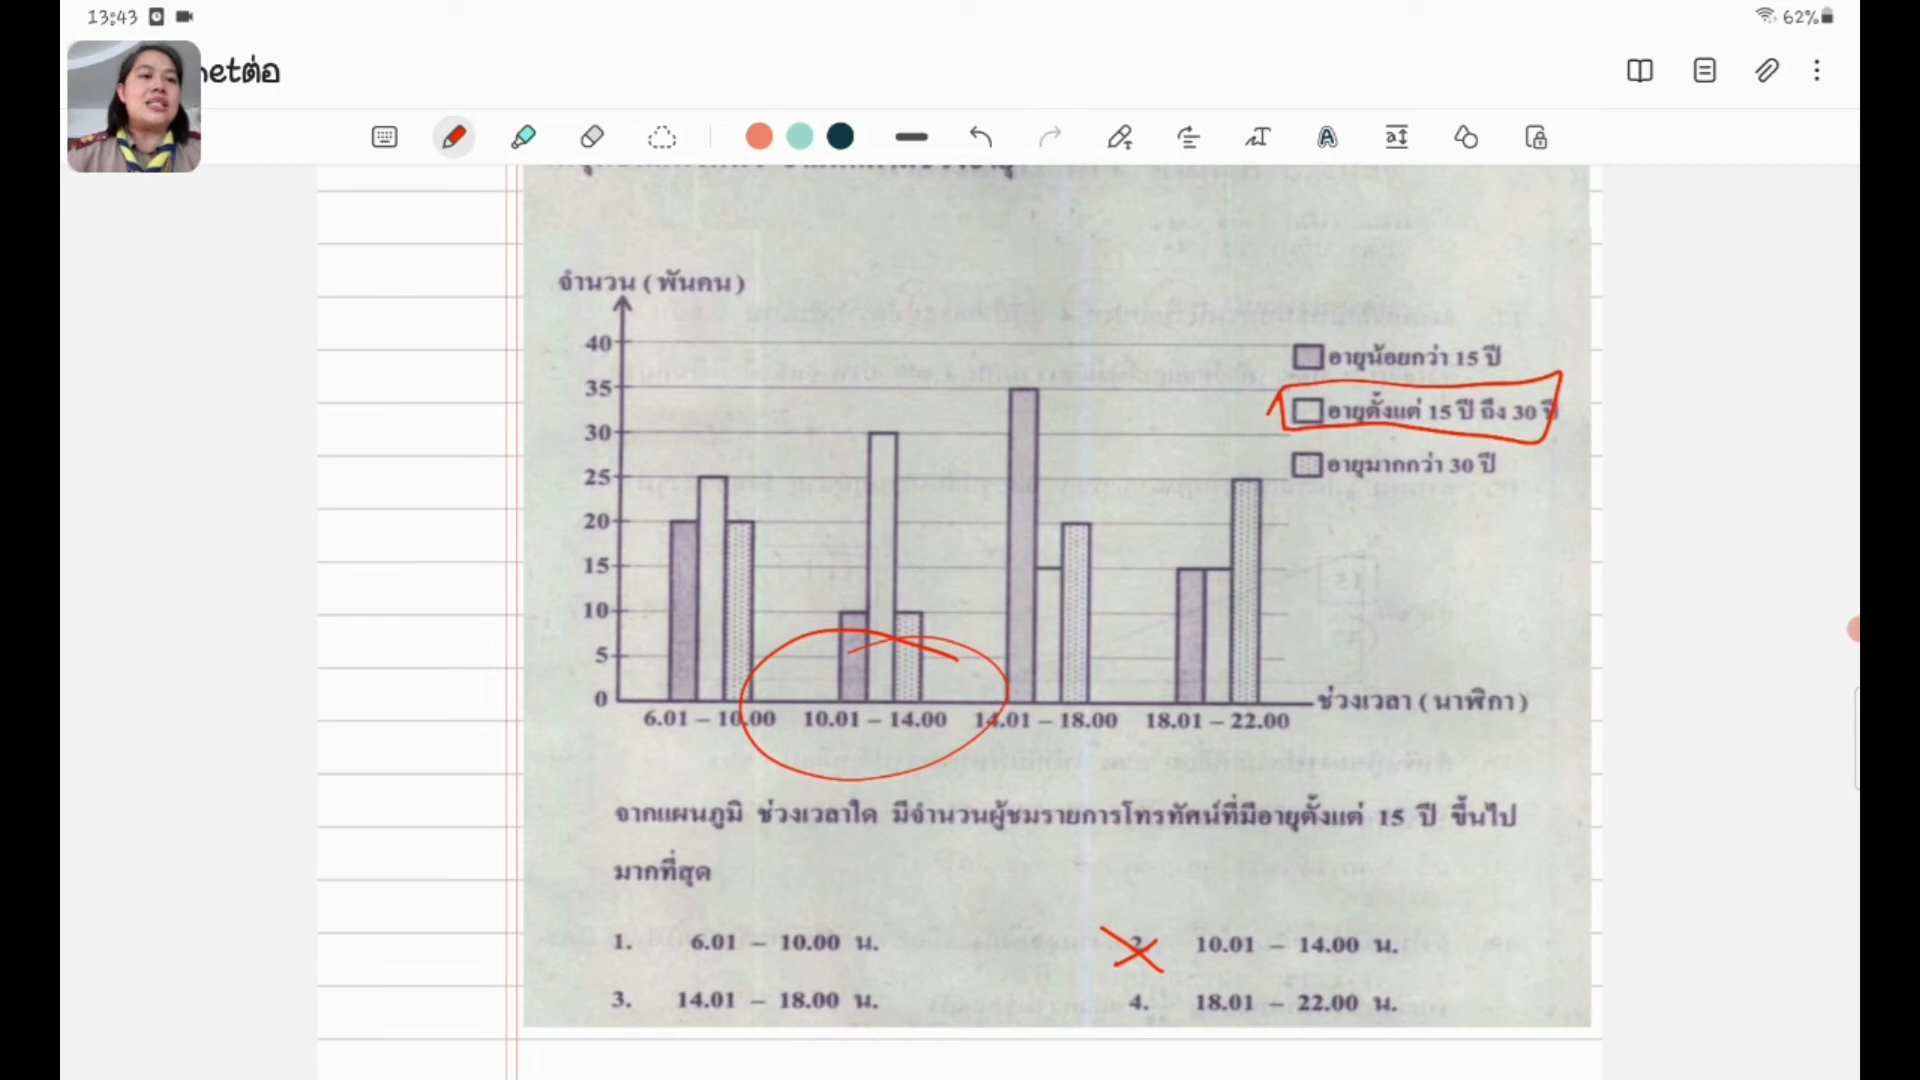 13:43
62%
netต่อ
จำนวน (พันคน)
40
35
30
25
20
15
10
5
0
อายุน้อยกว่า 15 ปี
อายุตั้งแต่ 15 ปี ถึง 30 ปี
อายุมากกว่า 30 ปี
6.01 – 10.00 10.01 – 14.00 14.01 – 18.00 18.01 – 22.00
ช่วงเวลา (นาฬิกา)
จากแผนภูมิ ช่วงเวลาใด มีจำนวนผู้ชมรายการโทรทัศน์ที่มีอายุตั้งแต่ 15 ปี ขึ้นไป
มากที่สุด
1. 6.01 – 10.00 น.
2. 10.01 – 14.00 น.
3. 14.01 – 18.00 น.
4. 18.01 – 22.00 น.